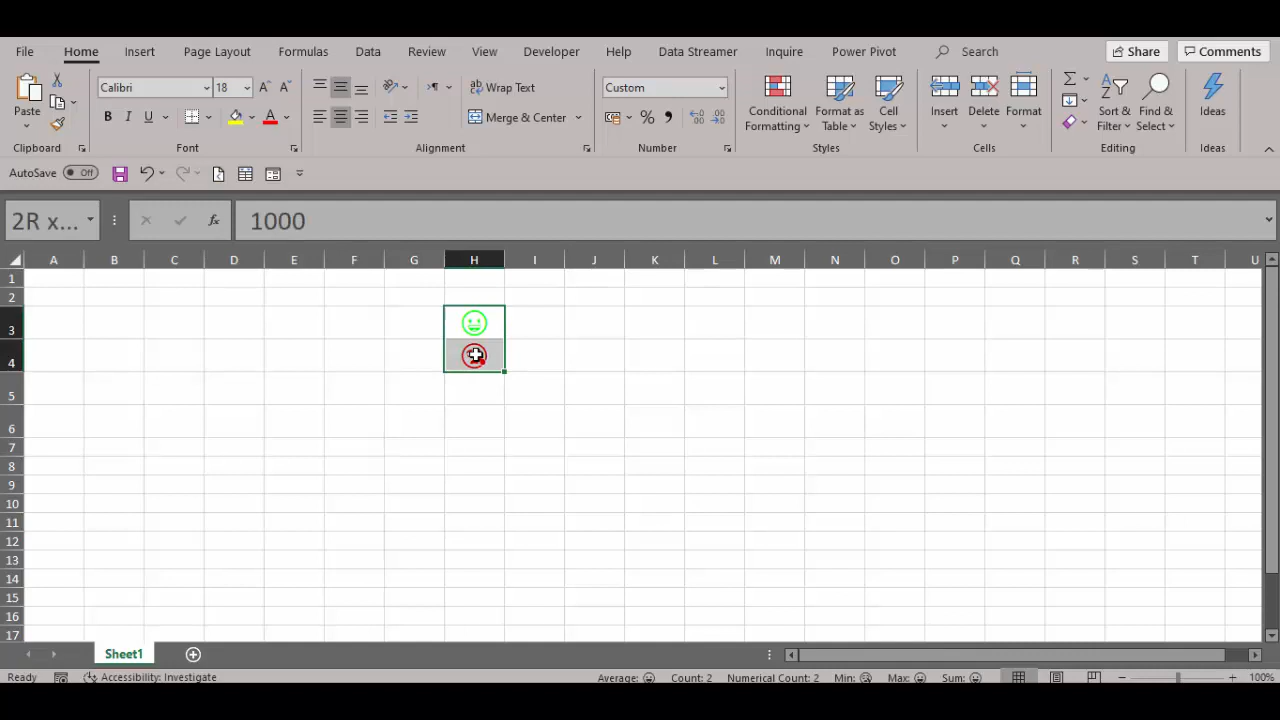 File Home Insert Page Layout Formulas Data Review View Developer Help Data Streamer Inquire Power Pivot Search Share Comments
Calibri 18 Wrap Text Custom
Paste B I U A Merge & Center % Conditional Formatting Format as Table Cell Styles Insert Delete Format Sort & Filter Find & Select Ideas
Clipboard Font Alignment Number Styles Cells Editing Ideas
AutoSave Off
2R x... fx 1000
A B C D E F G H I J K L M N O P Q R S T U
1
2
3
4
5
6
7
8
9
10
11
12
13
14
15
16
17
Sheet1
Ready Accessibility: Investigate Average: Count: 2 Numerical Count: 2 Min: Max: Sum: 100%